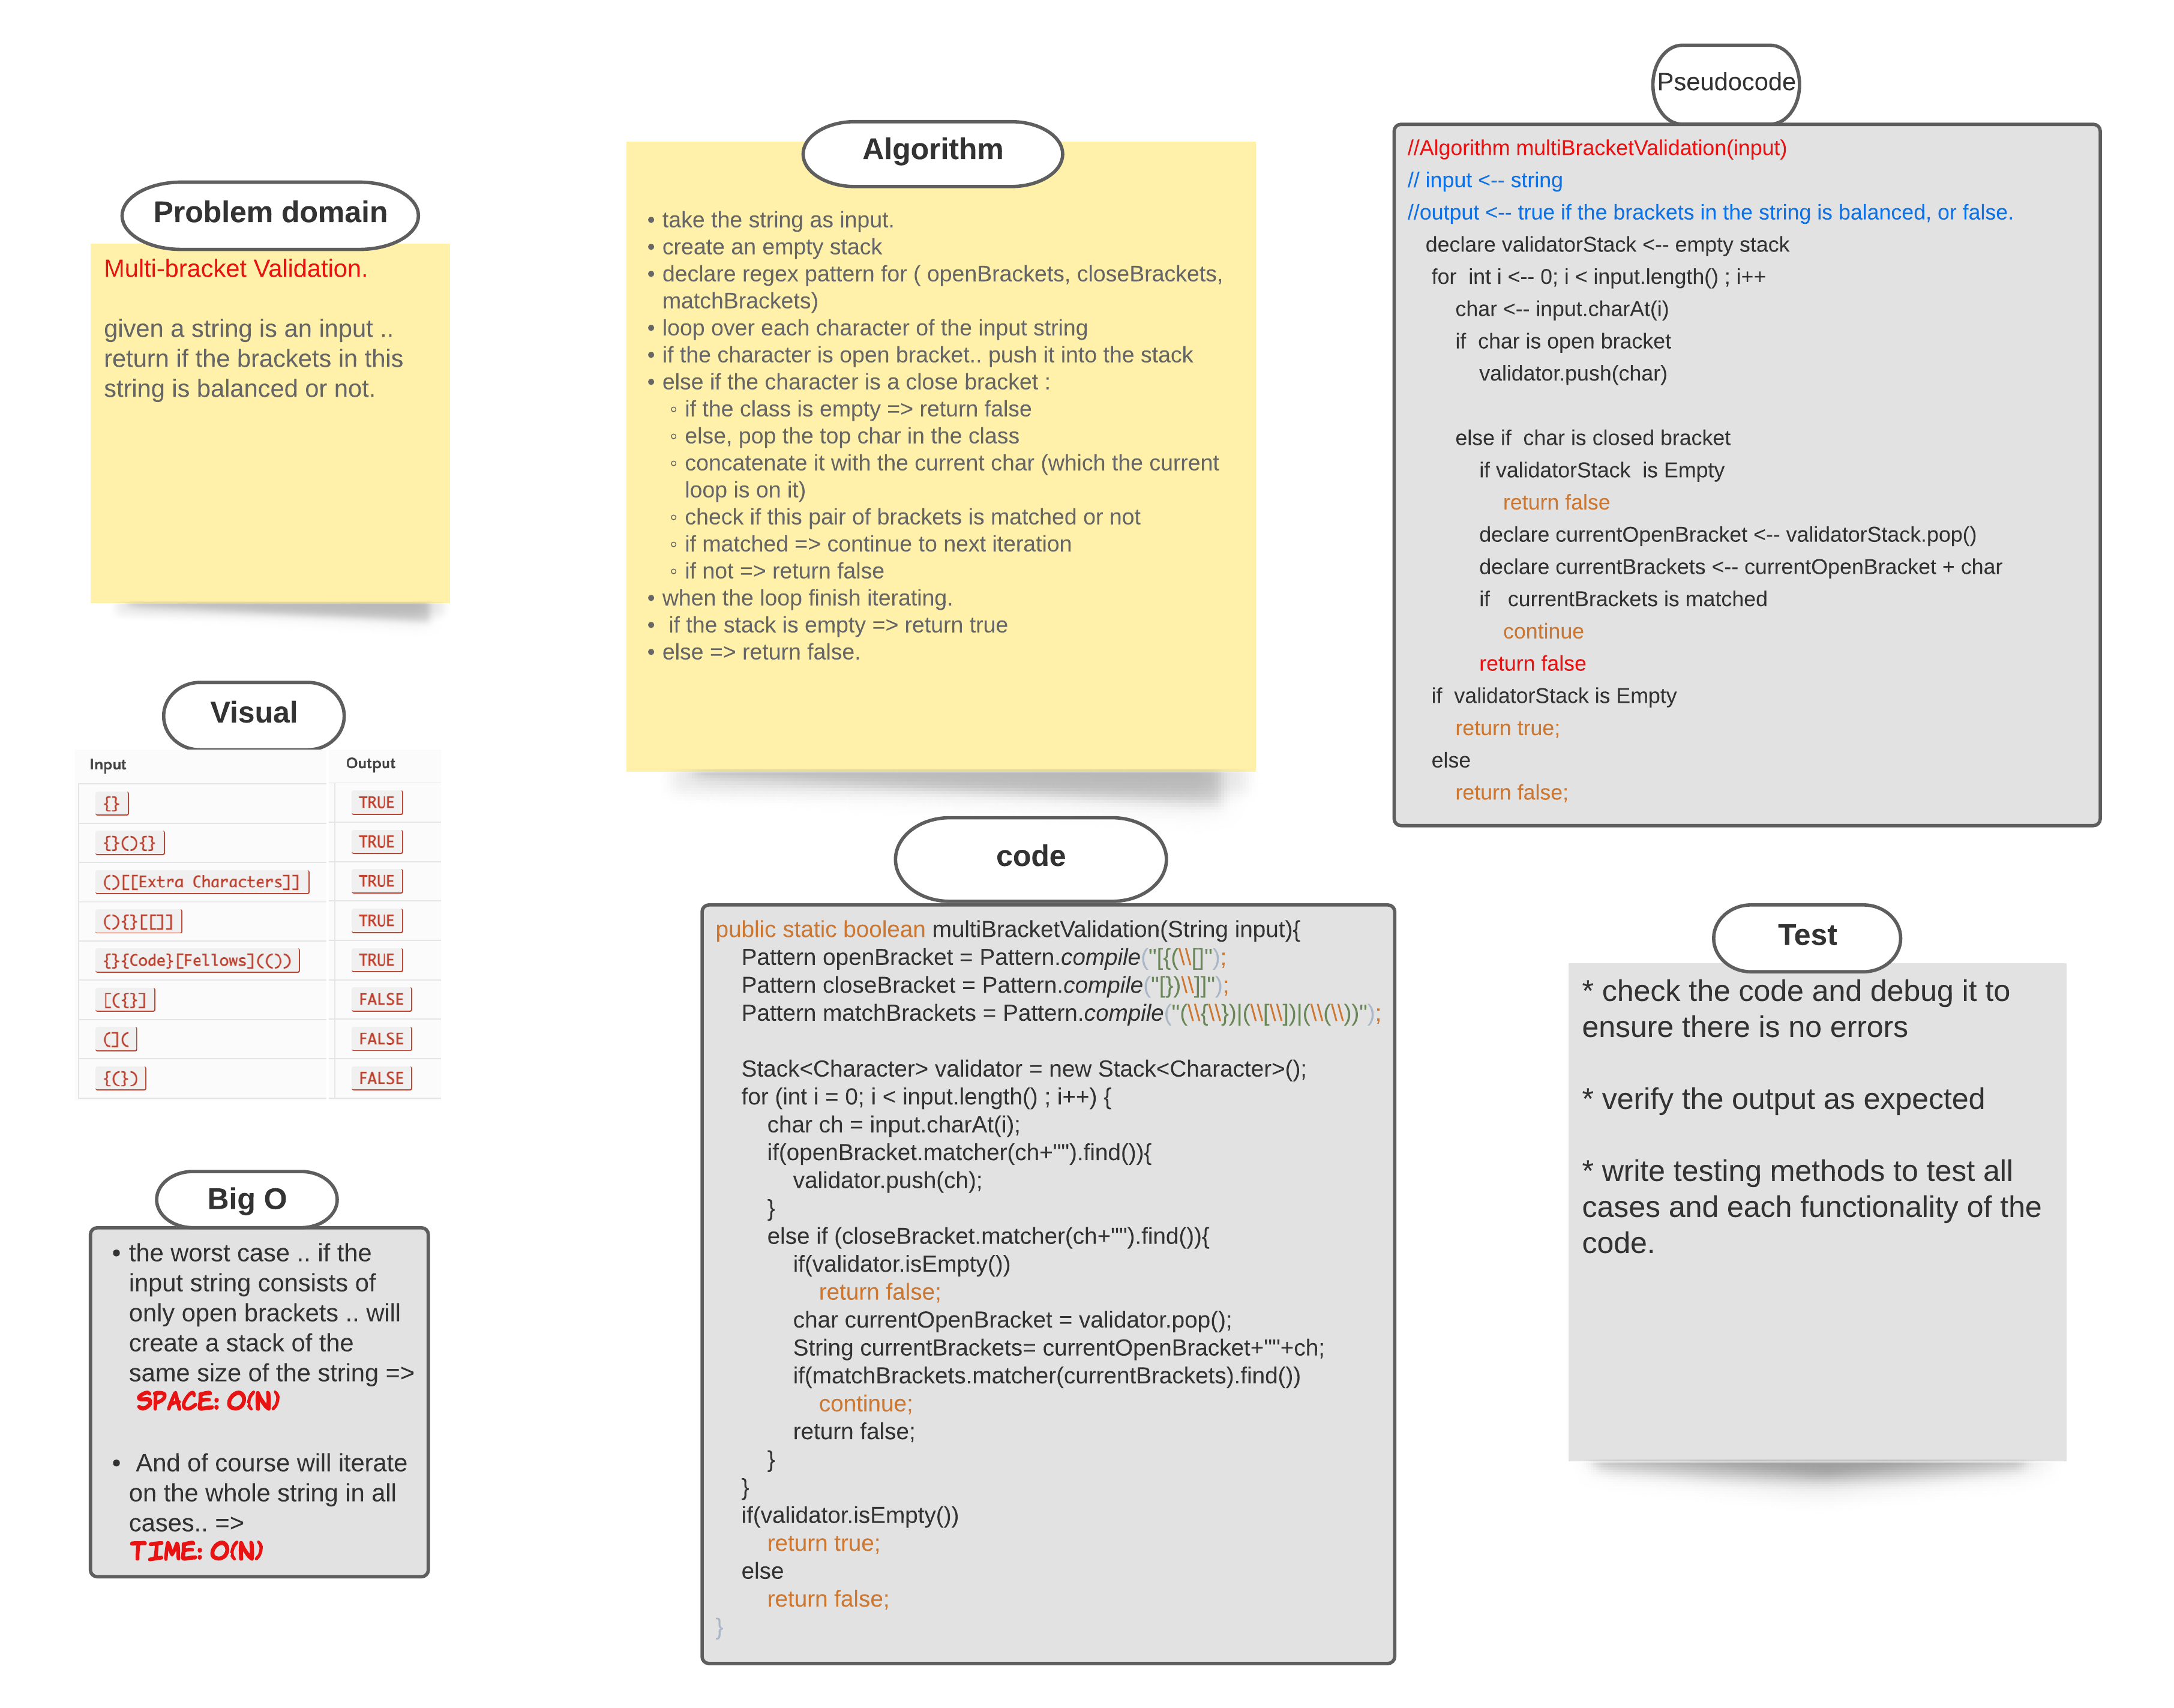 Problem domain
Multi-bracket Validation.
given a string is an input ..
return if the brackets in this
string is balanced or not.
Visual
Input Output
{} TRUE
{}(){} TRUE
()[[Extra Characters]] TRUE
(){}[[]] TRUE
{}{Code}[Fellows](()) TRUE
[({}] FALSE
(]( FALSE
{(}) FALSE
Big O
• the worst case .. if the
input string consists of
only open brackets .. will
create a stack of the
same size of the string =>
SPACE: O(N)
• And of course will iterate
on the whole string in all
cases.. =>
TIME: O(N)
Algorithm
• take the string as input.
• create an empty stack
• declare regex pattern for ( openBrackets, closeBrackets,
matchBrackets)
• loop over each character of the input string
• if the character is open bracket.. push it into the stack
• else if the character is a close bracket :
◦ if the class is empty => return false
◦ else, pop the top char in the class
◦ concatenate it with the current char (which the current
loop is on it)
◦ check if this pair of brackets is matched or not
◦ if matched => continue to next iteration
◦ if not => return false
• when the loop finish iterating.
• if the stack is empty => return true
• else => return false.
code
public static boolean multiBracketValidation(String input){
Pattern openBracket = Pattern.compile("[{(\\[]");
Pattern closeBracket = Pattern.compile("[})\\]]");
Pattern matchBrackets = Pattern.compile("(\\{\\})|(\\[\\])|(\\(\\))");
Stack<Character> validator = new Stack<Character>();
for (int i = 0; i < input.length() ; i++) {
char ch = input.charAt(i);
if(openBracket.matcher(ch+"").find()){
validator.push(ch);
}
else if (closeBracket.matcher(ch+"").find()){
if(validator.isEmpty())
return false;
char currentOpenBracket = validator.pop();
String currentBrackets= currentOpenBracket+""+ch;
if(matchBrackets.matcher(currentBrackets).find())
continue;
return false;
}
}
if(validator.isEmpty())
return true;
else
return false;
}
Pseudocode
//Algorithm multiBracketValidation(input)
// input <-- string
//output <-- true if the brackets in the string is balanced, or false.
declare validatorStack <-- empty stack
for int i <-- 0; i < input.length() ; i++
char <-- input.charAt(i)
if char is open bracket
validator.push(char)
else if char is closed bracket
if validatorStack is Empty
return false
declare currentOpenBracket <-- validatorStack.pop()
declare currentBrackets <-- currentOpenBracket + char
if currentBrackets is matched
continue
return false
if validatorStack is Empty
return true;
else
return false;
Test
* check the code and debug it to
ensure there is no errors
* verify the output as expected
* write testing methods to test all
cases and each functionality of the
code.